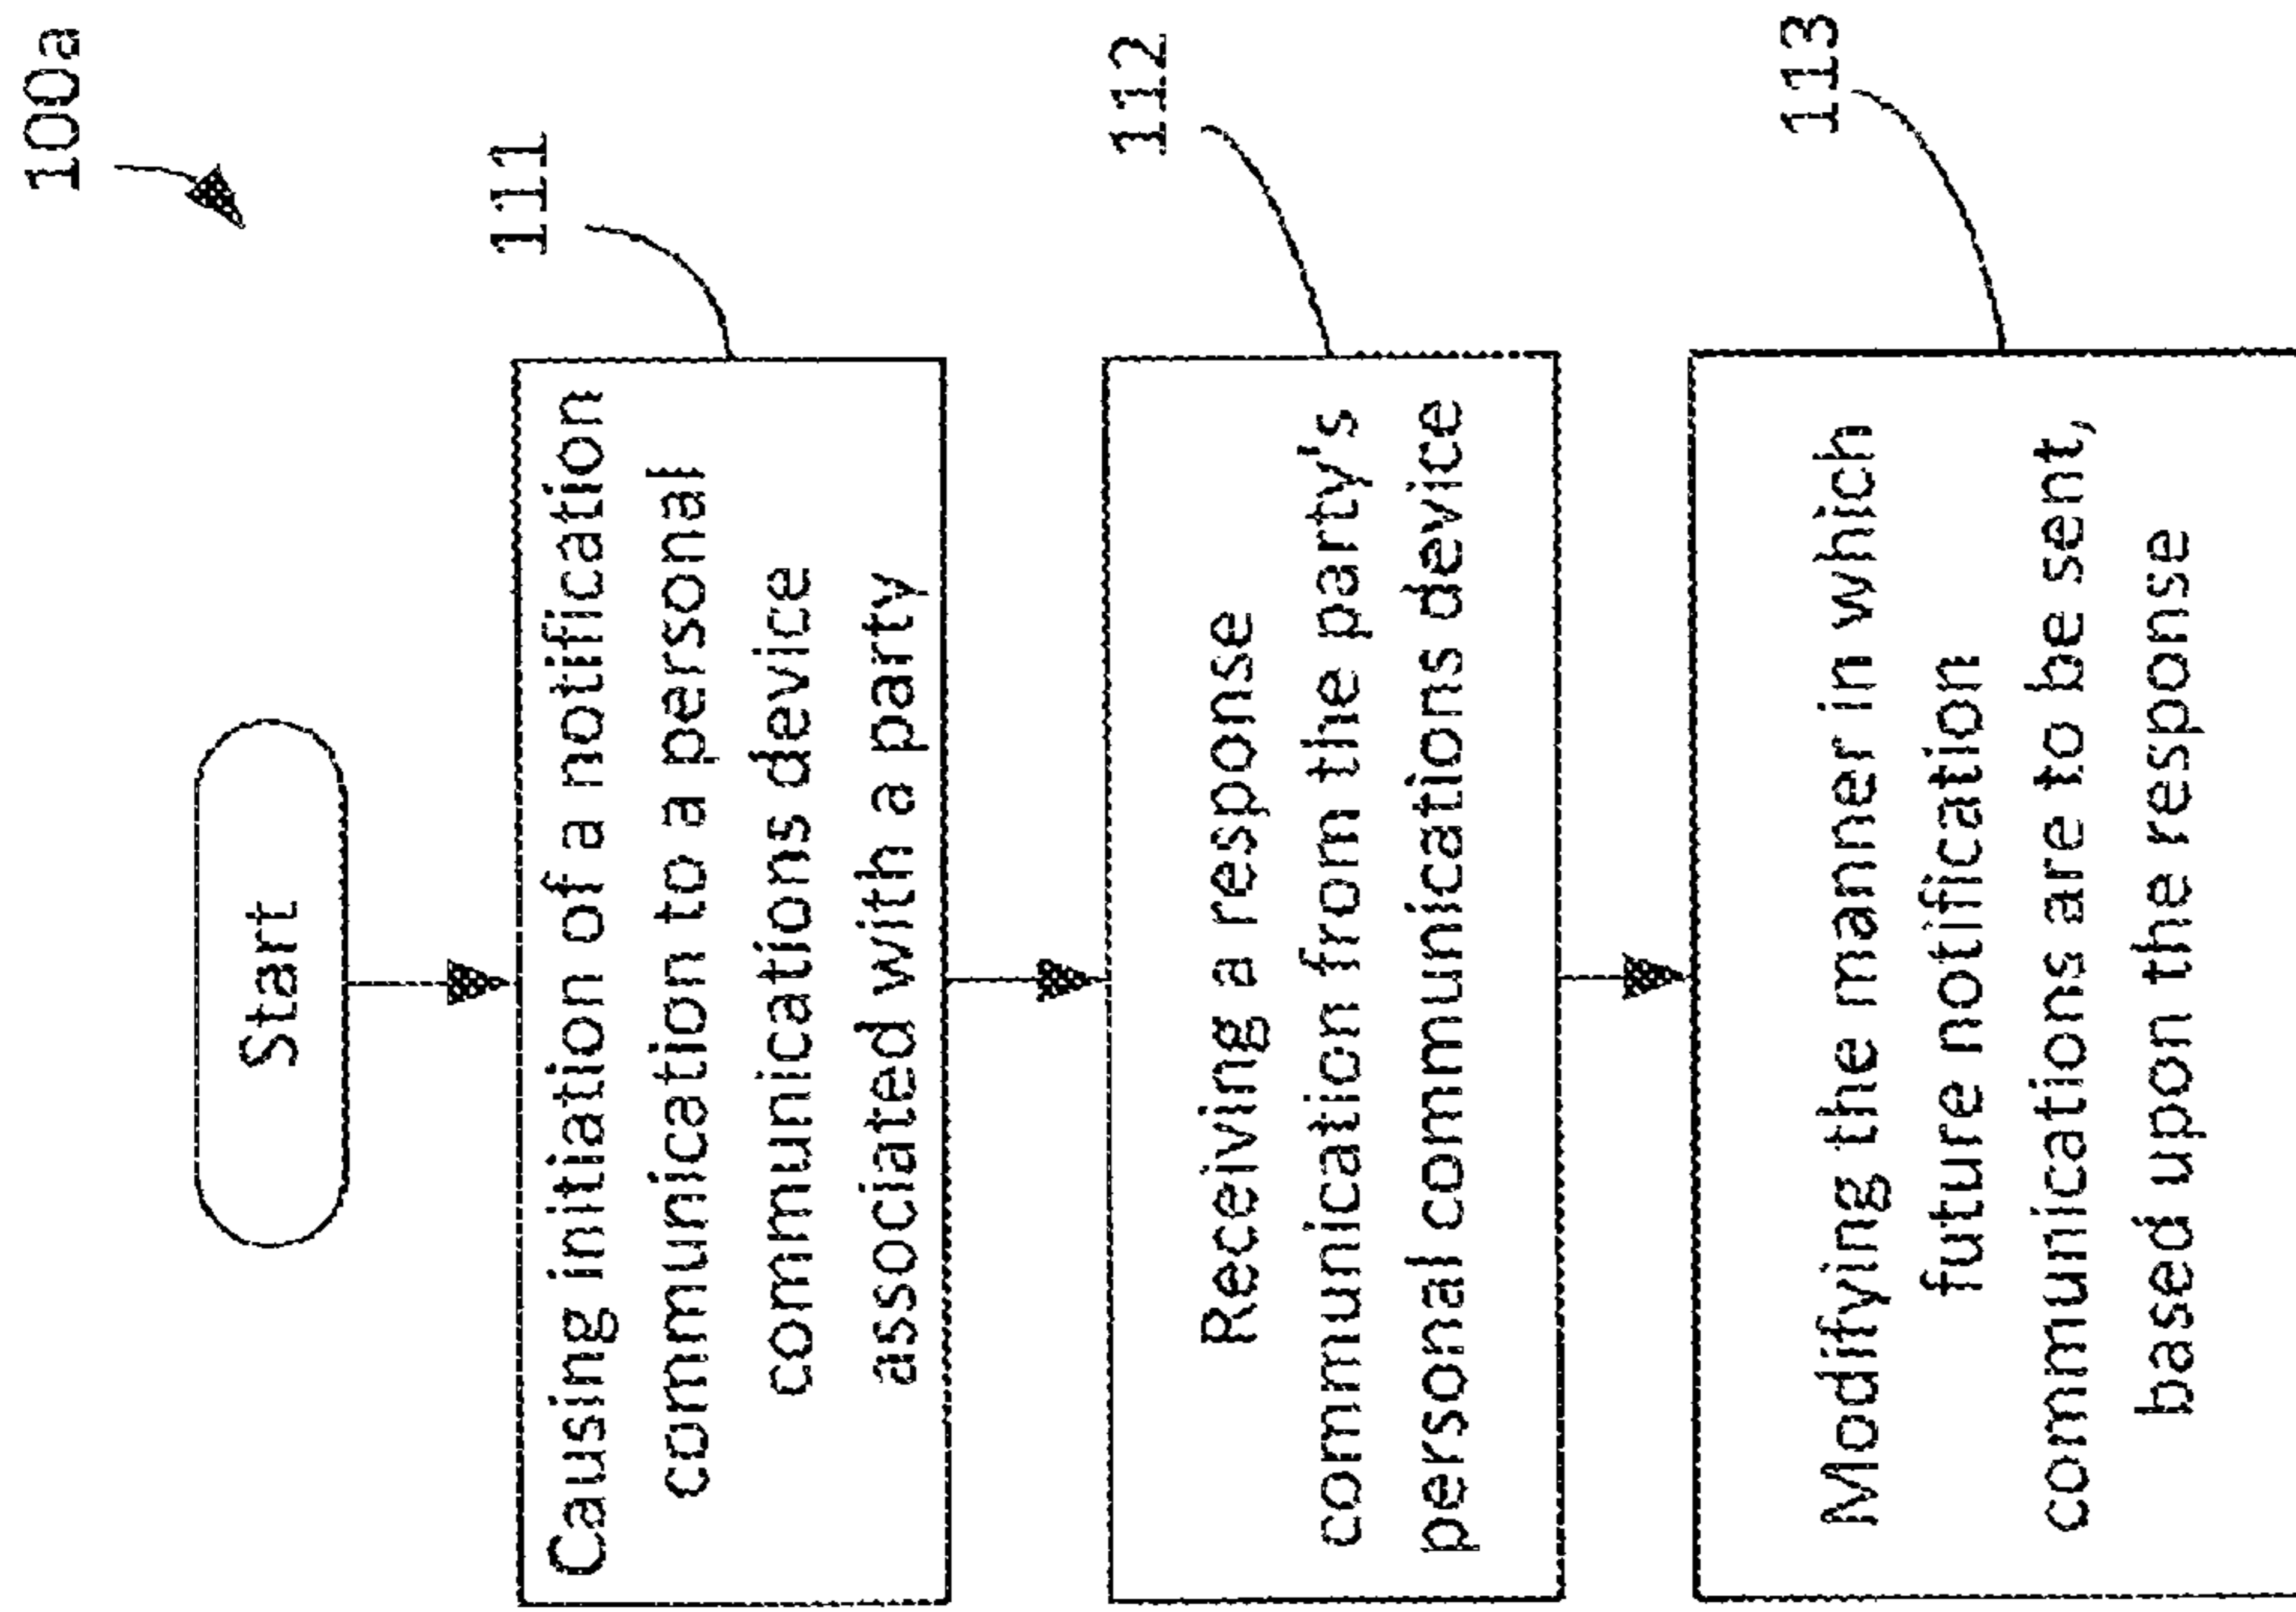 100a
Start
111
Causing initiation of a notification
communication to a personal
communications device
associated with a party
112
Receiving a response
communication from the party's
personal communications device
113
Modifying the manner in which
future notification
communications are to be sent,
based upon the response